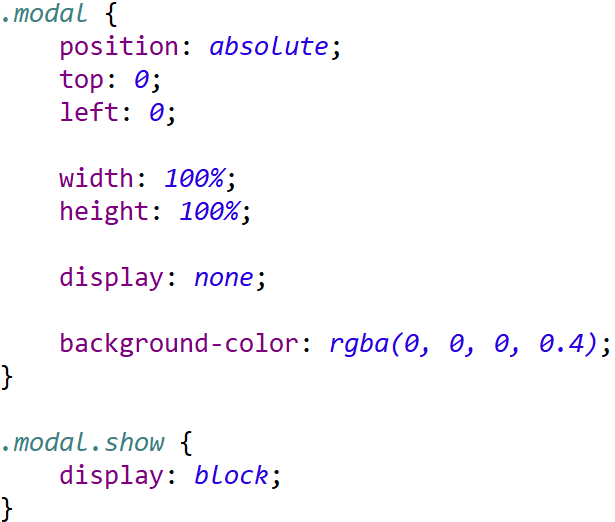 .modal {
    position: absolute;
    top: 0;
    left: 0;

    width: 100%;
    height: 100%;

    display: none;

    background-color: rgba(0, 0, 0, 0.4);
}

.modal.show {
    display: block;
}